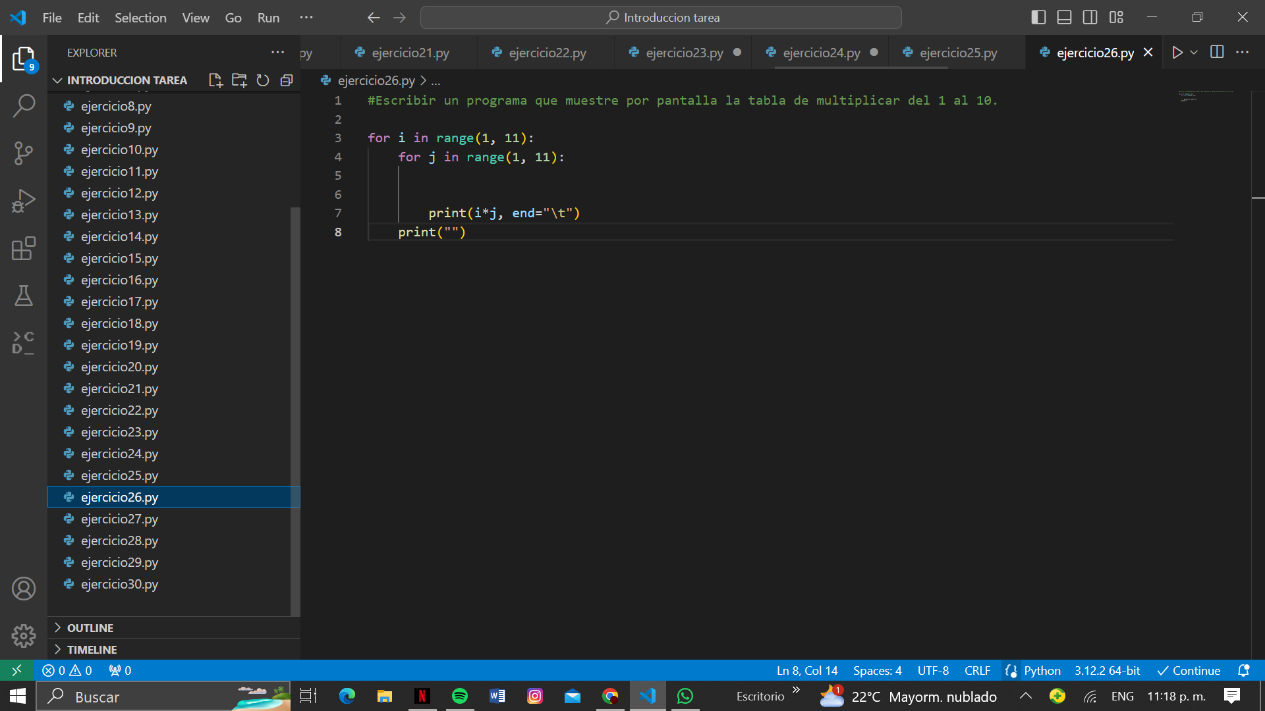 File Edit Selection View Go Run ··· Introduccion tarea
EXPLORER ···
INTRODUCCION TAREA
ejercicio8.py
ejercicio9.py
ejercicio10.py
ejercicio11.py
ejercicio12.py
ejercicio13.py
ejercicio14.py
ejercicio15.py
ejercicio16.py
ejercicio17.py
ejercicio18.py
ejercicio19.py
ejercicio20.py
ejercicio21.py
ejercicio22.py
ejercicio23.py
ejercicio24.py
ejercicio25.py
ejercicio26.py
ejercicio27.py
ejercicio28.py
ejercicio29.py
ejercicio30.py
OUTLINE
TIMELINE
py ejercicio21.py ejercicio22.py ejercicio23.py ejercicio24.py ejercicio25.py ejercicio26.py ···
ejercicio26.py > ...
1 #Escribir un programa que muestre por pantalla la tabla de multiplicar del 1 al 10.
2
3 for i in range(1, 11):
4 for j in range(1, 11):
5
6
7 print(i*j, end="\t")
8 print("")
9
C
D
0 0 0 Ln 8, Col 14 Spaces: 4 UTF-8 CRLF Python 3.12.2 64-bit Continue
Buscar W N Escritorio » 1 22°C Mayorm. nublado ENG 11:18 p. m.